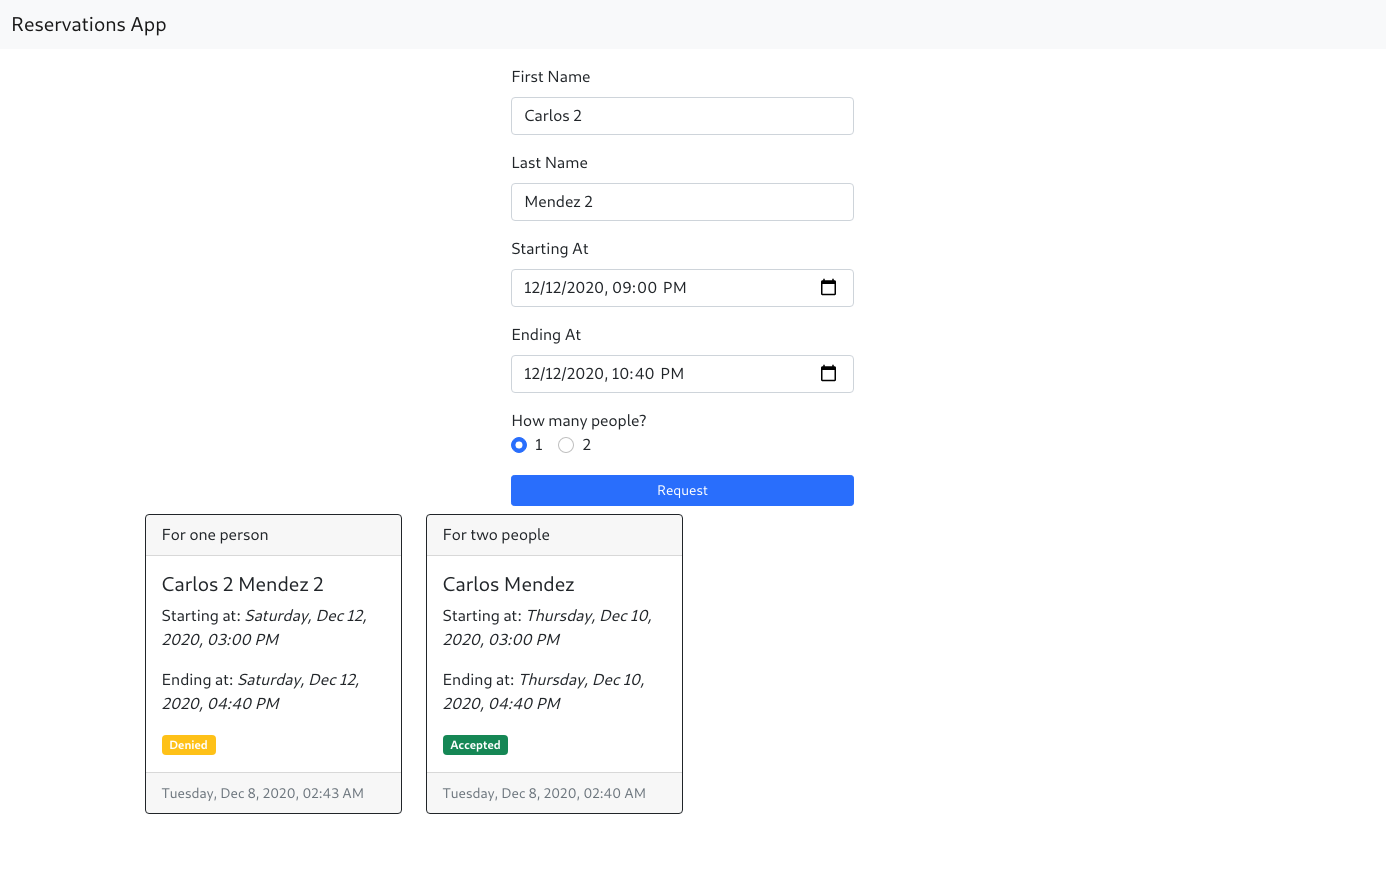 Reservations App
First Name
Carlos 2
Last Name
Mendez 2
Starting At
12/12/2020, 09:00 PM
Ending At
12/12/2020, 10:40 PM
How many people?
1 2
Request
For one person
Carlos 2 Mendez 2
Starting at: Saturday, Dec 12,
2020, 03:00 PM
Ending at: Saturday, Dec 12,
2020, 04:40 PM
Denied
Tuesday, Dec 8, 2020, 02:43 AM
For two people
Carlos Mendez
Starting at: Thursday, Dec 10,
2020, 03:00 PM
Ending at: Thursday, Dec 10,
2020, 04:40 PM
Accepted
Tuesday, Dec 8, 2020, 02:40 AM